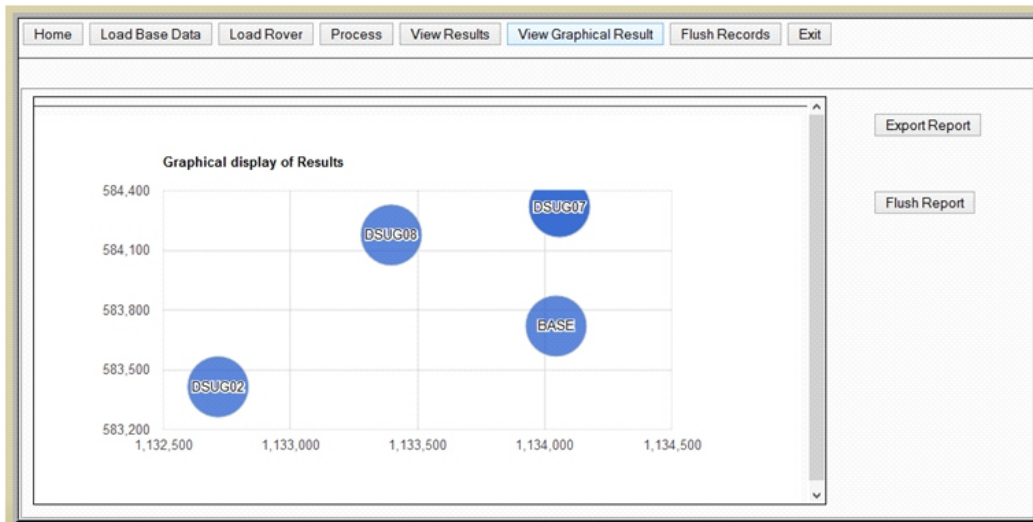 Home Load Base Data Load Rover Process View Results View Graphical Result Flush Records Exit
Export Report
Flush Report
Graphical display of Results
584,400
584,100
583,800
583,500
583,200
DSUG07
DSUG08
BASE
DSUG02
1,132,500 1,133,000 1,133,500 1,134,000 1,134,500